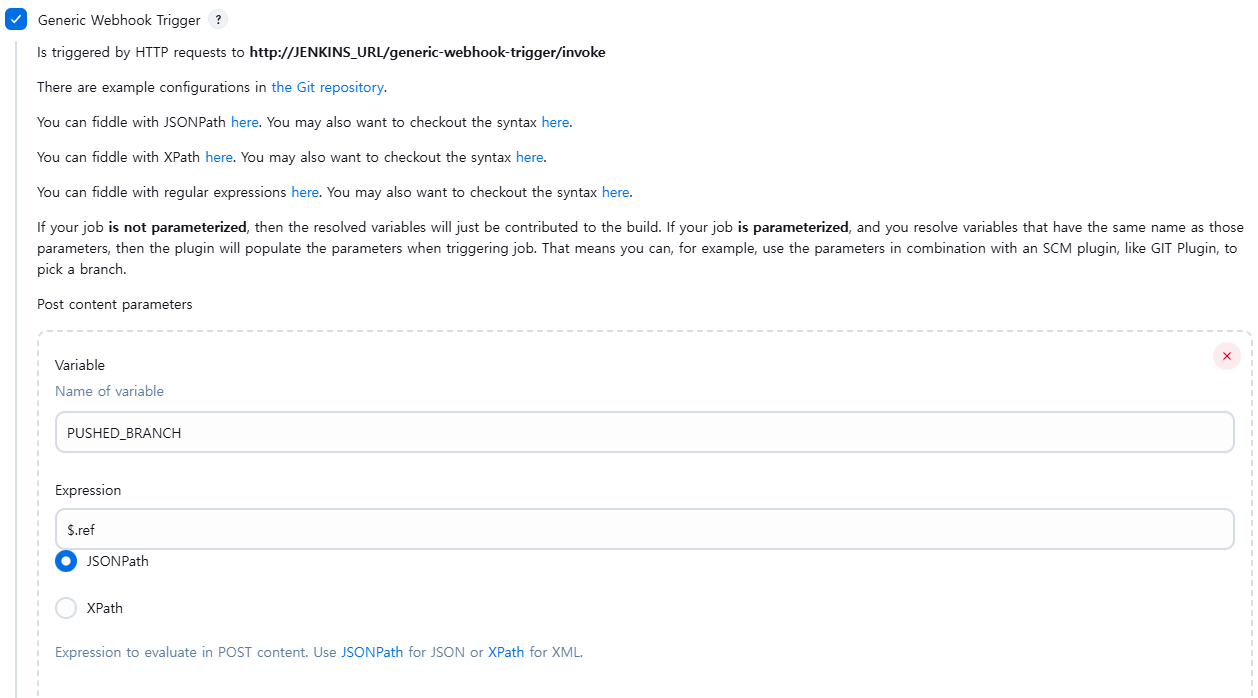 Generic Webhook Trigger ?
Is triggered by HTTP requests to http://JENKINS_URL/generic-webhook-trigger/invoke
There are example configurations in the Git repository.
You can fiddle with JSONPath here. You may also want to checkout the syntax here.
You can fiddle with XPath here. You may also want to checkout the syntax here.
You can fiddle with regular expressions here. You may also want to checkout the syntax here.
If your job is not parameterized, then the resolved variables will just be contributed to the build. If your job is parameterized, and you resolve variables that have the same name as those
parameters, then the plugin will populate the parameters when triggering job. That means you can, for example, use the parameters in combination with an SCM plugin, like GIT Plugin, to
pick a branch.
Post content parameters
Variable
Name of variable
PUSHED_BRANCH
Expression
$.ref
JSONPath
XPath
Expression to evaluate in POST content. Use JSONPath for JSON or XPath for XML.